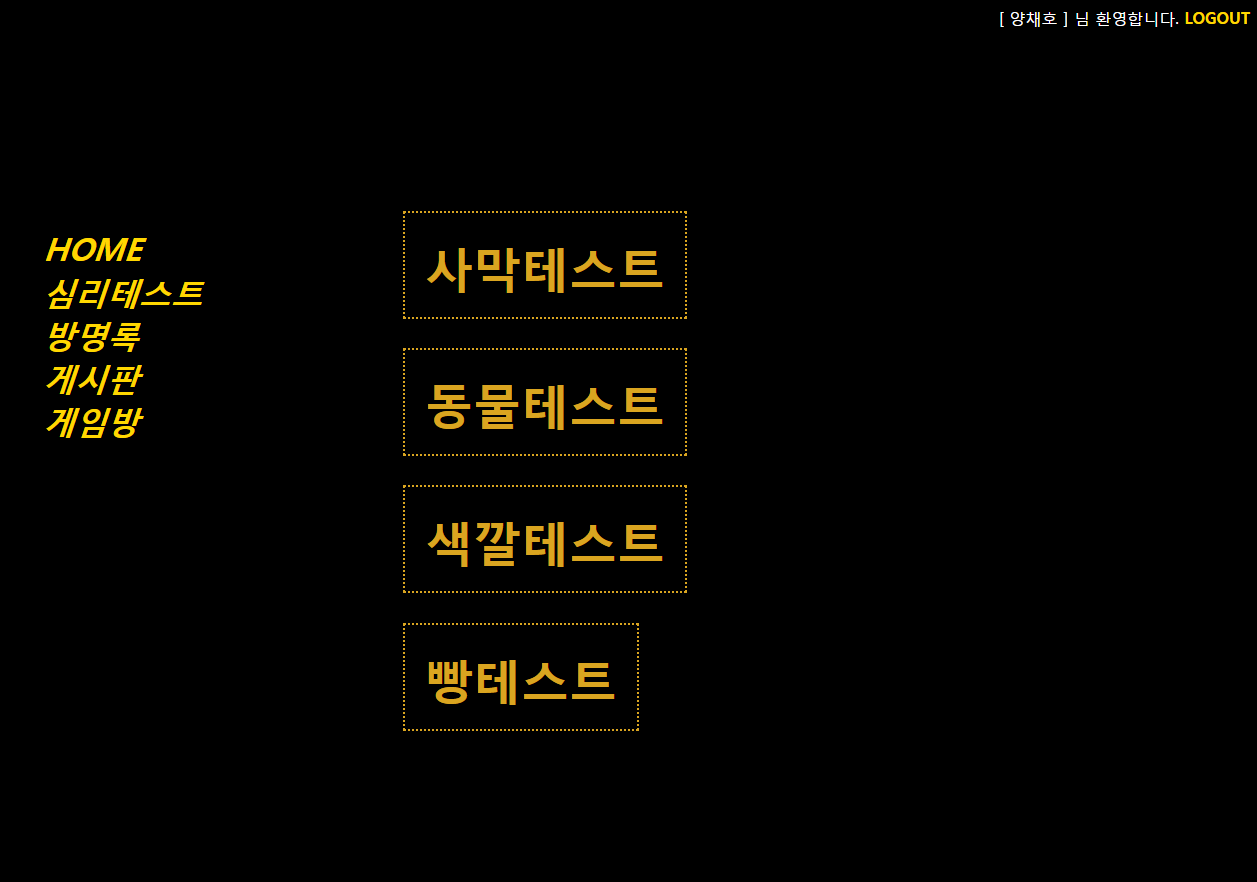 [ 양채호 ] 님 환영합니다. LOGOUT
HOME
심리테스트
방명록
게시판
게임방
사막테스트
동물테스트
색깔테스트
빵테스트